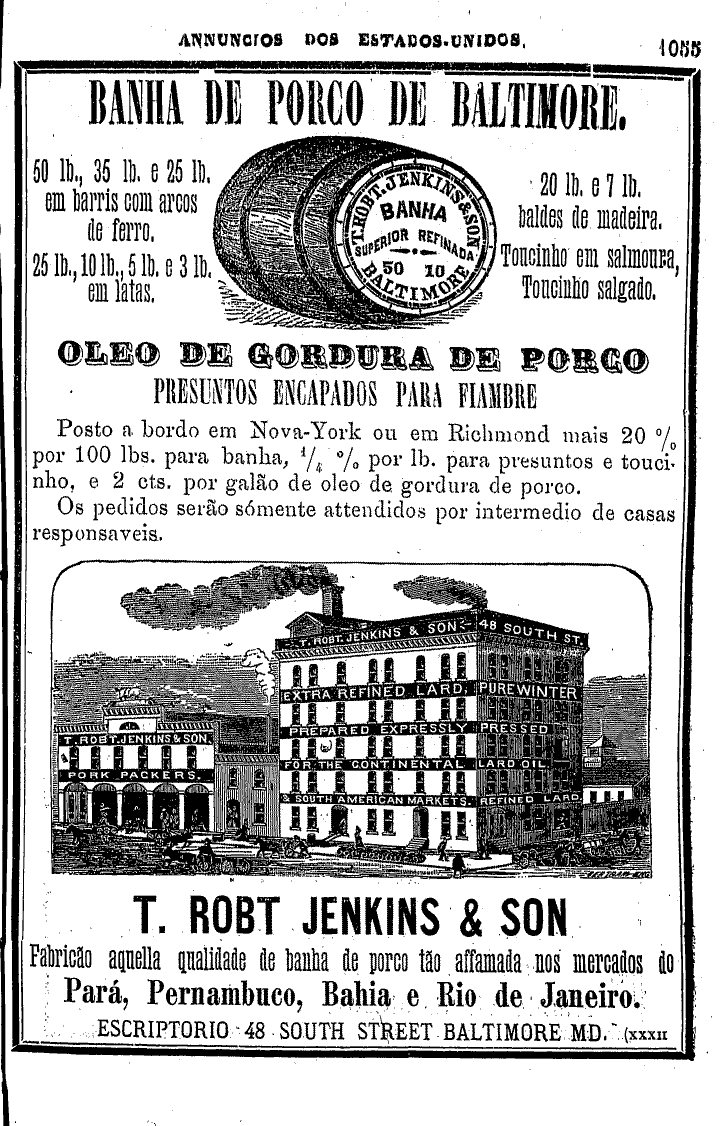 ANNUNCIOS DOS ESTADOS-UNIDOS.
1055
BANHA DE PORCO DE BALTIMORE.
50 lb., 35 lb. e 25 lb.
em barris com arcos
de ferro.
25 lb., 10 lb., 5 lb. e 3 lb.
em latas.
T. ROBT. JENKINS & SON
BANHA
SUPERIOR REFINADA
50 10
BALTIMORE
20 lb. e 7 lb.
baldes de madeira.
Toucinho em salmoura,
Toucinho salgado.
OLEO DE GORDURA DE PORCO
PRESUNTOS ENCAPADOS PARA FIAMBRE
Posto a bordo em Nova-York ou em Richmond mais 20 %
por 100 lbs. para banha, 1/4 % por lb. para presuntos e touci-
nho, e 2 cts. por galão de oleo de gordura de porco.
Os pedidos serão sómente attendidos por intermedio de casas
responsaveis.
T. ROBT. JENKINS & SON - 48 SOUTH ST.
EXTRA REFINED LARD. PURE WINTER
PREPARED EXPRESSLY PRESSED
FOR THE CONTINENTAL LARD OIL.
& SOUTH AMERICAN MARKETS. REFINED LARD
T. ROBT. JENKINS & SON.
PORK PACKERS.
T. ROBT JENKINS & SON
Fabricão aquella qualidade de banha de porco tão affamada nos mercados do
Pará, Pernambuco, Bahia e Rio de Janeiro.
ESCRIPTORIO 48 SOUTH STREET BALTIMORE MD. (XXXII